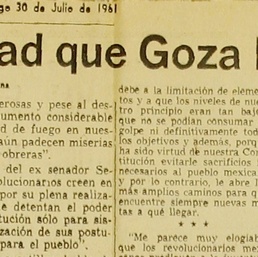 go 30 de Julio de 1961
ad que Goza
na
erosas y pese al des-
umento considerable
d de fuego en nues-
aún padecen miserias
obreras".
del ex senador Se-
olucionarios creen en
por su plena realiza-
e detentan el poder
itución sólo para sis-
zación de sus postu-
para el pueblo".
debe a la limitación de eleme
tos y a que los niveles de nue
tro principio eran tan baj
que no se podían consumar
golpe ni definitivamente tod
los objetivos y además, porq
ha sido virtud de nuestra Con
titución evitarle sacrificios
necesarios al pueblo mexica
y por lo contrario, le abre
más amplios caminos para q
encuentre siempre nuevas m
tas a qué llegar.
* * *
"Me parece muy elogiab
que los revolucionarios me